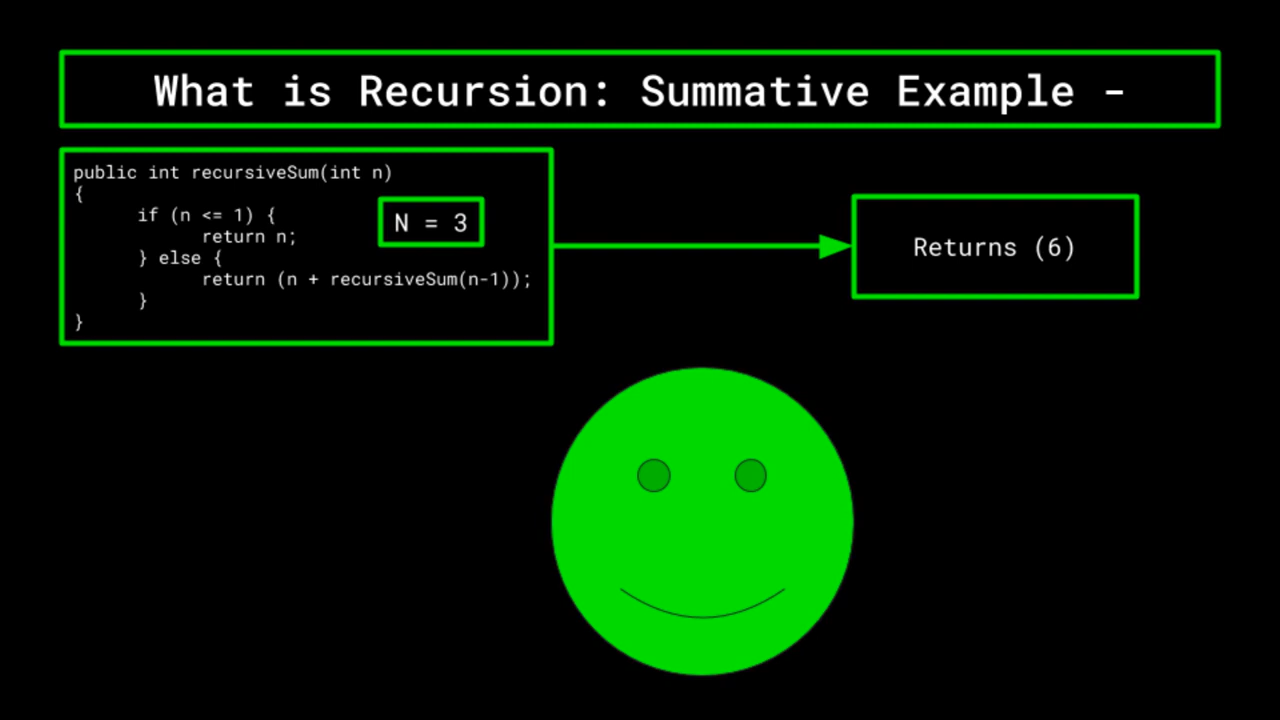 What is Recursion: Summative Example -
public int recursiveSum(int n)
{
if (n <= 1) {
return n;
} else {
return (n + recursiveSum(n-1));
}
}
N = 3
Returns (6)